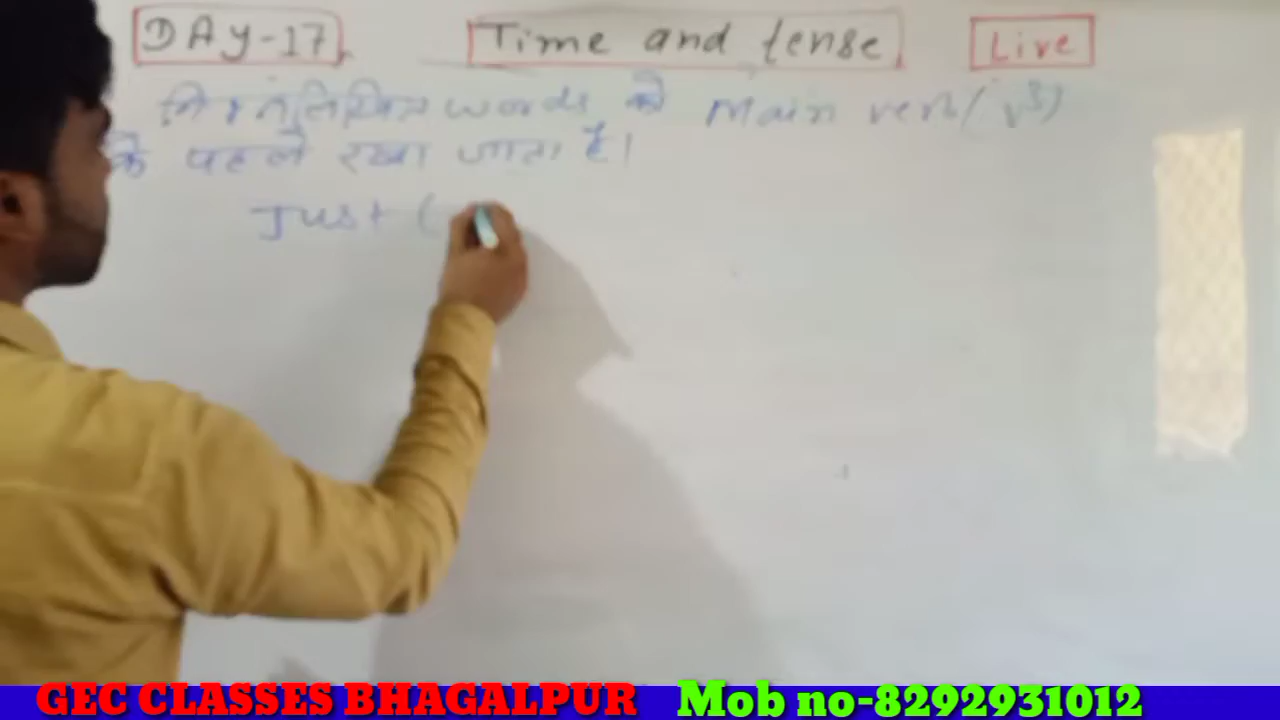 DAY-17 Time and tense Live
निम्नलिखित words को Main verb (v3)
के पहले रखा जाता है।
Just (
GEC CLASSES BHAGALPUR Mob no-8292931012